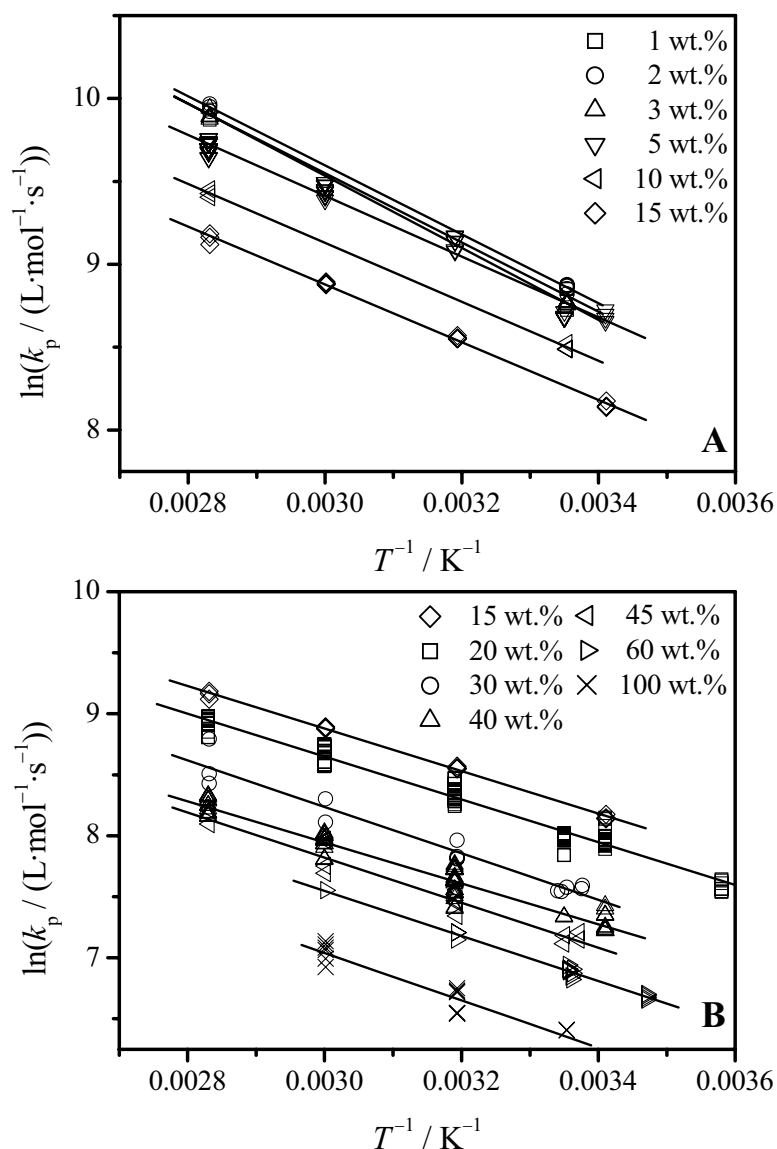 10
9
8
ln(kₚ / (L·mol⁻¹·s⁻¹))
1 wt.%
2 wt.%
3 wt.%
5 wt.%
10 wt.%
15 wt.%
A
0.0028 0.0030 0.0032 0.0034 0.0036
T⁻¹ / K⁻¹
10
9
8
7
ln(kₚ / (L·mol⁻¹·s⁻¹))
15 wt.% 45 wt.%
20 wt.% 60 wt.%
30 wt.% 100 wt.%
40 wt.%
B
0.0028 0.0030 0.0032 0.0034 0.0036
T⁻¹ / K⁻¹